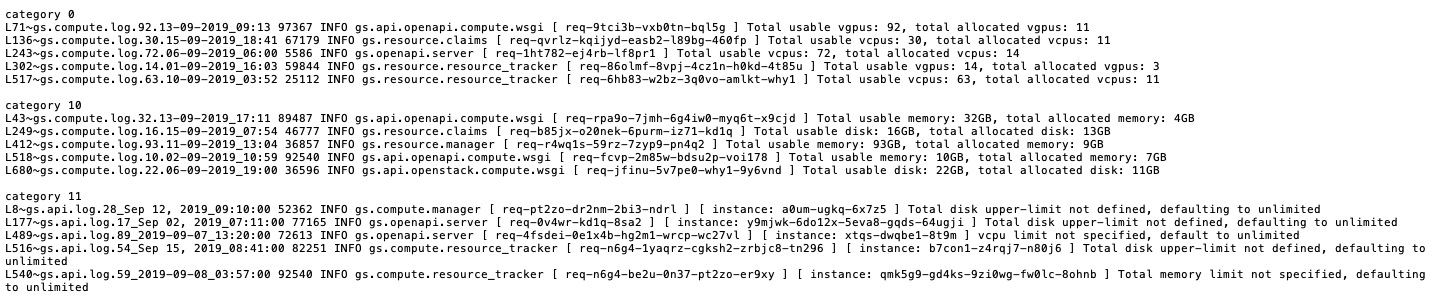 category 0
L71~gs.compute.log.92.13-09-2019_09:13 97367 INFO gs.api.openapi.compute.wsgi [ req-9tci3b-vxb0tn-bql5g ] Total usable vgpus: 92, total allocated vgpus: 11
L136~gs.compute.log.30.15-09-2019_18:41 67179 INFO gs.resource.claims [ req-qvrlz-kqijyd-easb2-l89bg-460fp ] Total usable vcpus: 30, total allocated vcpus: 11
L243~gs.compute.log.72.06-09-2019_06:00 5586 INFO gs.openapi.server [ req-1ht782-ej4rb-lf8pr1 ] Total usable vcpus: 72, total allocated vcpus: 14
L302~gs.compute.log.14.01-09-2019_16:03 59844 INFO gs.resource.resource_tracker [ req-86olmf-8vpj-4cz1n-h0kd-4t85u ] Total usable vgpus: 14, total allocated vgpus: 3
L517~gs.compute.log.63.10-09-2019_03:52 25112 INFO gs.resource.resource_tracker [ req-6hb83-w2bz-3q0vo-amlkt-why1 ] Total usable vcpus: 63, total allocated vcpus: 11
category 10
L43~gs.compute.log.32.13-09-2019_17:11 89487 INFO gs.api.openapi.compute.wsgi [ req-rpa9o-7jmh-6g4iw0-myq6t-x9cjd ] Total usable memory: 32GB, total allocated memory: 4GB
L249~gs.compute.log.16.15-09-2019_07:54 46777 INFO gs.resource.claims [ req-b85jx-o20nek-6purm-iz71-kd1q ] Total usable disk: 16GB, total allocated disk: 13GB
L412~gs.compute.log.93.11-09-2019_13:04 36857 INFO gs.resource.manager [ req-r4wq1s-59rz-7zyp9-pn4q2 ] Total usable memory: 93GB, total allocated memory: 9GB
L518~gs.compute.log.10.02-09-2019_10:59 92540 INFO gs.api.openapi.compute.wsgi [ req-fcvp-2m85w-bdsu2p-voi178 ] Total usable memory: 10GB, total allocated memory: 7GB
L680~gs.compute.log.22.06-09-2019_19:00 36596 INFO gs.api.openstack.compute.wsgi [ req-jfinu-5v7pe0-why1-9y6vnd ] Total usable disk: 22GB, total allocated disk: 11GB
category 11
L8~gs.api.log.28_Sep 12, 2019_09:10:00 52362 INFO gs.compute.manager [ req-pt2zo-dr2nm-2bi3-ndrl ] [ instance: a0um-ugkq-6x7z5 ] Total disk upper-limit not defined, defaulting to unlimited
L177~gs.api.log.17_Sep 02, 2019_07:11:00 77165 INFO gs.openapi.server [ req-0v4wr-kd1q-8sa2 ] [ instance: y9mjwk-6do12x-5eva8-gqds-64ugji ] Total disk upper-limit not defined, defaulting to unlimited
L489~gs.api.log.89_2019-09-07_13:20:00 72613 INFO gs.openapi.server [ req-4fsdei-0e1x4b-hg2m1-wrcp-wc27vl ] [ instance: xtqs-dwqbe1-8t9m ] vcpu limit not specified, default to unlimited
L516~gs.api.log.54_Sep 15, 2019_08:41:00 82251 INFO gs.compute.resource_tracker [ req-n6g4-1yaqrz-cgksh2-zrbjc8-tn296 ] [ instance: b7con1-z4rqj7-n80j6 ] Total disk upper-limit not defined, defaulting to
unlimited
L540~gs.api.log.59_2019-09-08_03:57:00 92540 INFO gs.compute.resource_tracker [ req-n6g4-be2u-0n37-pt2zo-er9xy ] [ instance: qmk5g9-gd4ks-9zi0wg-fw0lc-8ohnb ] Total memory limit not specified, defaulting
to unlimited